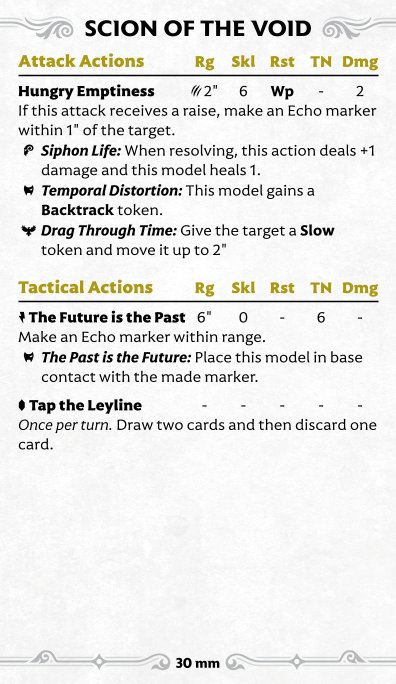 SCION OF THE VOID
Attack Actions Rg Skl Rst TN Dmg
Hungry Emptiness 2" 6 Wp - 2
If this attack receives a raise, make an Echo marker
within 1" of the target.
Siphon Life: When resolving, this action deals +1
damage and this model heals 1.
Temporal Distortion: This model gains a
Backtrack token.
Drag Through Time: Give the target a Slow
token and move it up to 2"
Tactical Actions Rg Skl Rst TN Dmg
The Future is the Past 6" 0 - 6 -
Make an Echo marker within range.
The Past is the Future: Place this model in base
contact with the made marker.
Tap the Leyline - - - - -
Once per turn. Draw two cards and then discard one
card.
30 mm